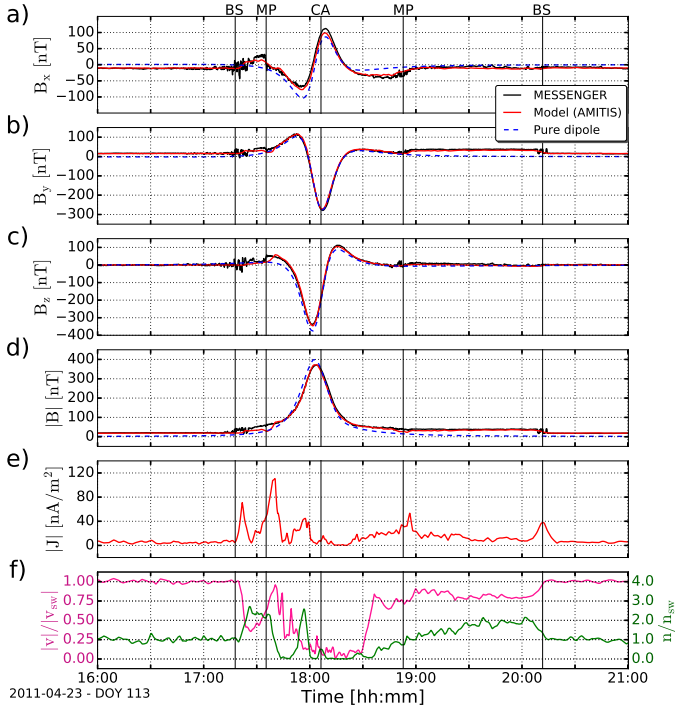 BS MP CA MP BS
a)
100
50
0
−50
−100
B_x [nT]
MESSENGER
Model (AMITIS)
Pure dipole
b)
100
0
−100
−200
−300
B_y [nT]
c)
100
0
−100
−200
−300
−400
B_z [nT]
d)
400
300
200
100
0
|B| [nT]
e)
120
80
40
0
|J| [nA/m²]
f)
1.00
0.75
0.50
0.25
0.00
|v|/|v_sw|
4.0
3.0
2.0
1.0
0.0
n/n_sw
16:00 17:00 18:00 19:00 20:00 21:00
2011-04-23 - DOY 113
Time [hh:mm]